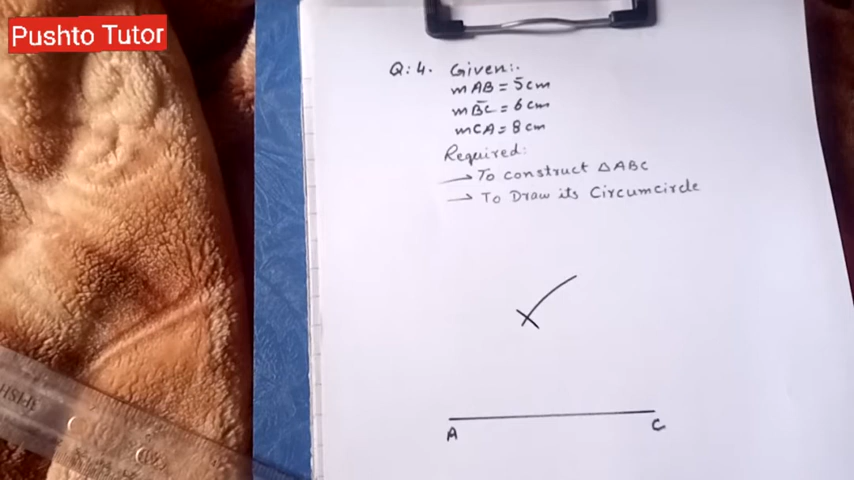 Pushto Tutor
Q:4. Given:.
mAB = 5cm
mBC = 6cm
mCA = 8cm
Required:
→ To construct △ABC
→ To Draw its Circumcircle
A C